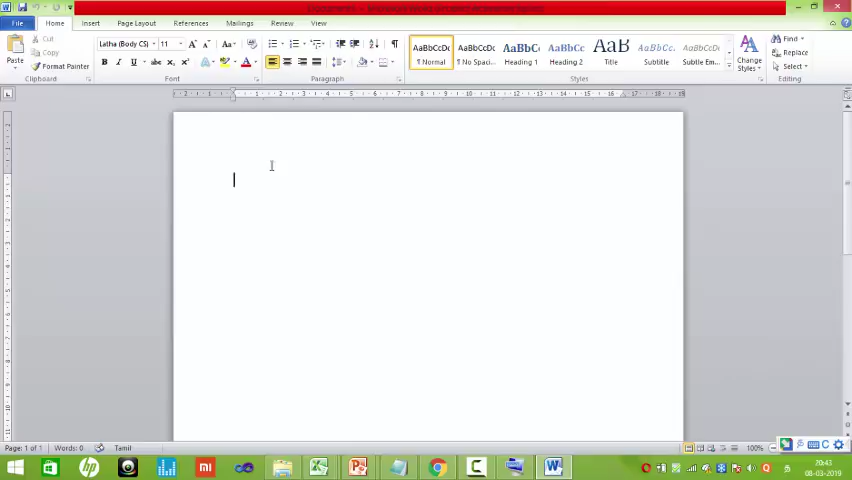 File Home Insert Page Layout References Mailings Review View
Cut
Copy
Format Painter
Paste
Clipboard
Latha (Body CS) 11
Font
Paragraph
AaBbCcDc AaBbCcDc AaBbCc AaBbCc AaB AaBbCcL AaBbCcDc
¶ Normal ¶ No Spaci... Heading 1 Heading 2 Title Subtitle Subtle Em...
Change
Styles
Styles
Find
Replace
Select
Editing
Page: 1 of 1 Words: 0 Tamil 100%
20:43
08-03-2019